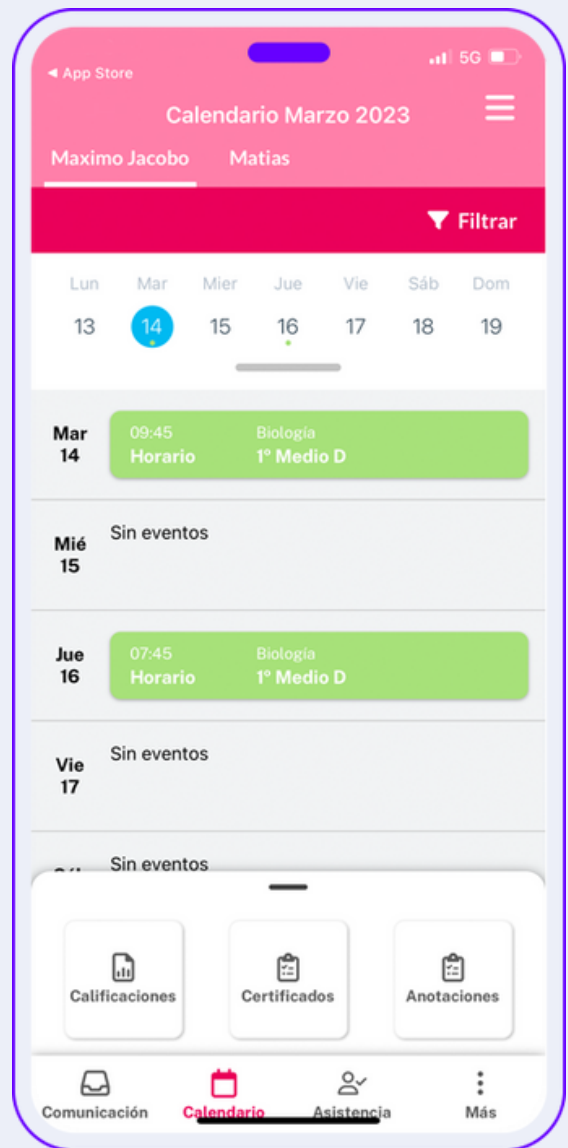 ◀ App Store
5G
Calendario Marzo 2023
Maximo Jacobo Matias
Filtrar
Lun Mar Mier Jue Vie Sáb Dom
13 14 15 16 17 18 19
Mar 09:45 Biología
14 Horario 1° Medio D
Mié Sin eventos
15
Jue 07:45 Biología
16 Horario 1° Medio D
Vie Sin eventos
17
Sin eventos
Calificaciones Certificados Anotaciones
Comunicación Calendario Asistencia Más